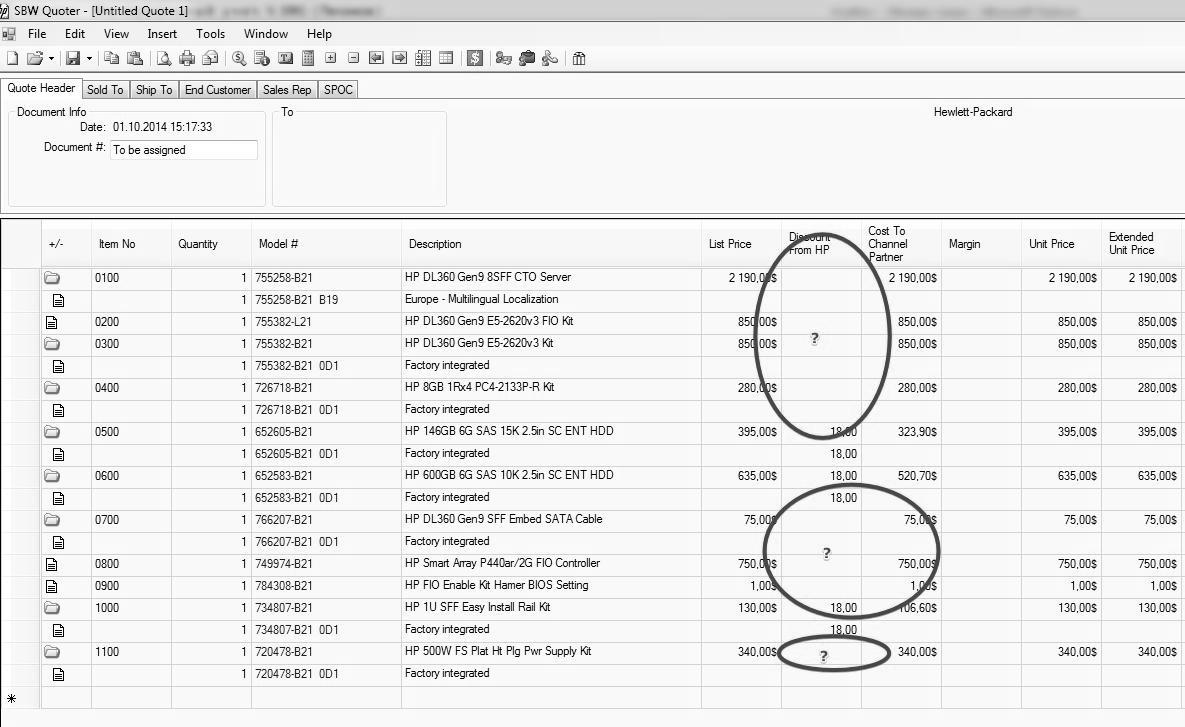 SBW Quoter - [Untitled Quote 1]
File Edit View Insert Tools Window Help
Quote Header Sold To Ship To End Customer Sales Rep SPOC
Document Info To Hewlett-Packard
Date: 01.10.2014 15:17:33
Document #: To be assigned
+/- Item No Quantity Model # Description List Price Discount From HP Cost To Channel Partner Margin Unit Price Extended Unit Price
0100 1 755258-B21 HP DL360 Gen9 8SFF CTO Server 2 190,00$ 2 190,00$ 2 190,00$ 2 190,00$
1 755258-B21 B19 Europe - Multilingual Localization
0200 1 755382-L21 HP DL360 Gen9 E5-2620v3 FIO Kit 850,00$ 850,00$ 850,00$ 850,00$
0300 1 755382-B21 HP DL360 Gen9 E5-2620v3 Kit 850,00$ ? 850,00$ 850,00$ 850,00$
1 755382-B21 0D1 Factory integrated
0400 1 726718-B21 HP 8GB 1Rx4 PC4-2133P-R Kit 280,00$ 280,00$ 280,00$ 280,00$
1 726718-B21 0D1 Factory integrated
0500 1 652605-B21 HP 146GB 6G SAS 15K 2.5in SC ENT HDD 395,00$ 18,00 323,90$ 395,00$ 395,00$
1 652605-B21 0D1 Factory integrated 18,00
0600 1 652583-B21 HP 600GB 6G SAS 10K 2.5in SC ENT HDD 635,00$ 18,00 520,70$ 635,00$ 635,00$
1 652583-B21 0D1 Factory integrated 18,00
0700 1 766207-B21 HP DL360 Gen9 SFF Embed SATA Cable 75,00$ 75,00$ 75,00$ 75,00$
1 766207-B21 0D1 Factory integrated ?
0800 1 749974-B21 HP Smart Array P440ar/2G FIO Controller 750,00$ 750,00$ 750,00$ 750,00$
0900 1 784308-B21 HP FIO Enable Kit Hamer BIOS Setting 1,00$ 1,00$ 1,00$ 1,00$
1000 1 734807-B21 HP 1U SFF Easy Install Rail Kit 130,00$ 18,00 106,60$ 130,00$ 130,00$
1 734807-B21 0D1 Factory integrated 18,00
1100 1 720478-B21 HP 500W FS Plat Ht Plg Pwr Supply Kit 340,00$ ? 340,00$ 340,00$ 340,00$
1 720478-B21 0D1 Factory integrated